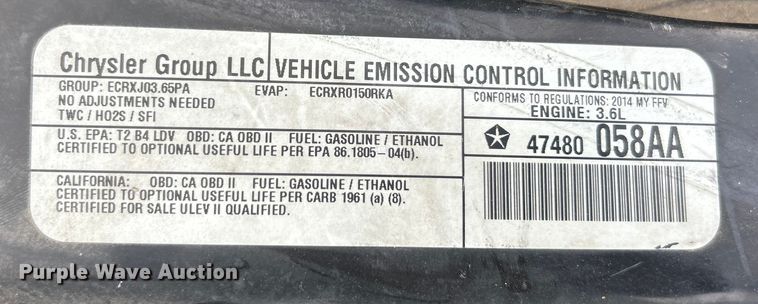 Chrysler Group LLC VEHICLE EMISSION CONTROL INFORMATION
GROUP: ECRXJ03.65PA EVAP: ECRXR0150RKA
NO ADJUSTMENTS NEEDED
TWC / HO2S / SFI
CONFORMS TO REGULATIONS: 2014 MY FFV
ENGINE: 3.6L
47480 058AA
U.S. EPA: T2 B4 LDV OBD: CA OBD II FUEL: GASOLINE / ETHANOL
CERTIFIED TO OPTIONAL USEFUL LIFE PER EPA 86.1805-04(b).
CALIFORNIA: OBD: CA OBD II FUEL: GASOLINE / ETHANOL
CERTIFIED TO OPTIONAL USEFUL LIFE PER CARB 1961 (a) (8).
CERTIFIED FOR SALE ULEV II QUALIFIED.
Purple Wave Auction